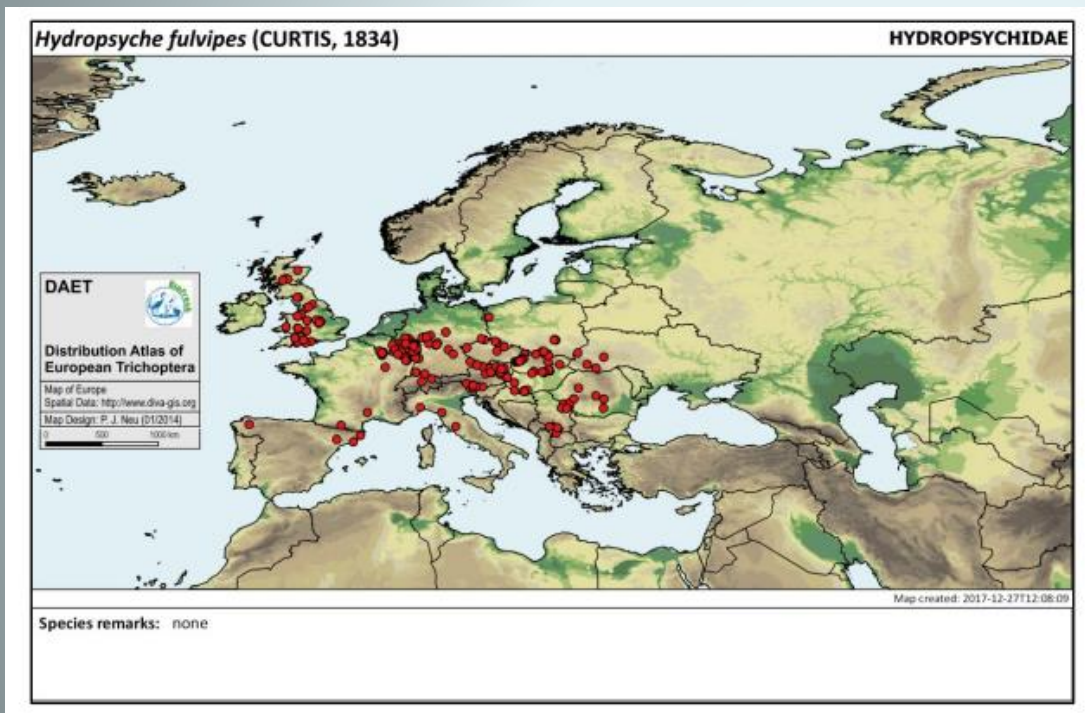 Hydropsyche fulvipes (CURTIS, 1834)
HYDROPSYCHIDAE
DAET
Distribution Atlas of
European Trichoptera
Map of Europe
Spatial Data: http://www.diva-gis.org
Map Design: P. J. Neu (01/2014)
0 500 1000 km
Map created: 2017-12-27T12:08:09
Species remarks: none